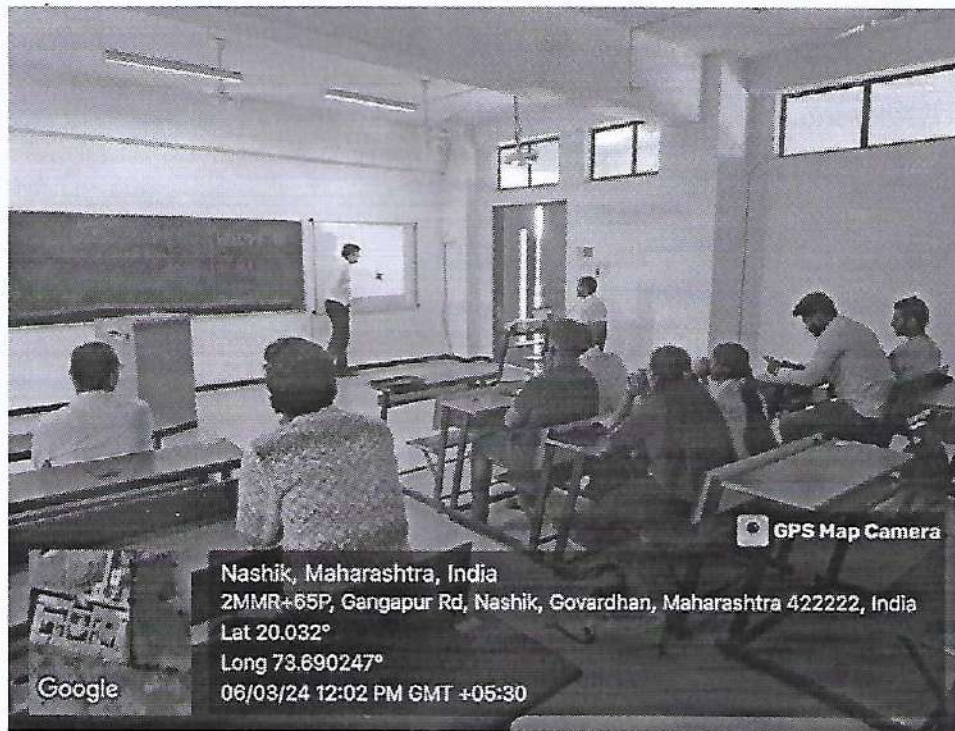 GPS Map Camera
Nashik, Maharashtra, India
2MMR+65P, Gangapur Rd, Nashik, Govardhan, Maharashtra 422222, India
Lat 20.032°
Long 73.690247°
06/03/24 12:02 PM GMT +05:30
Google